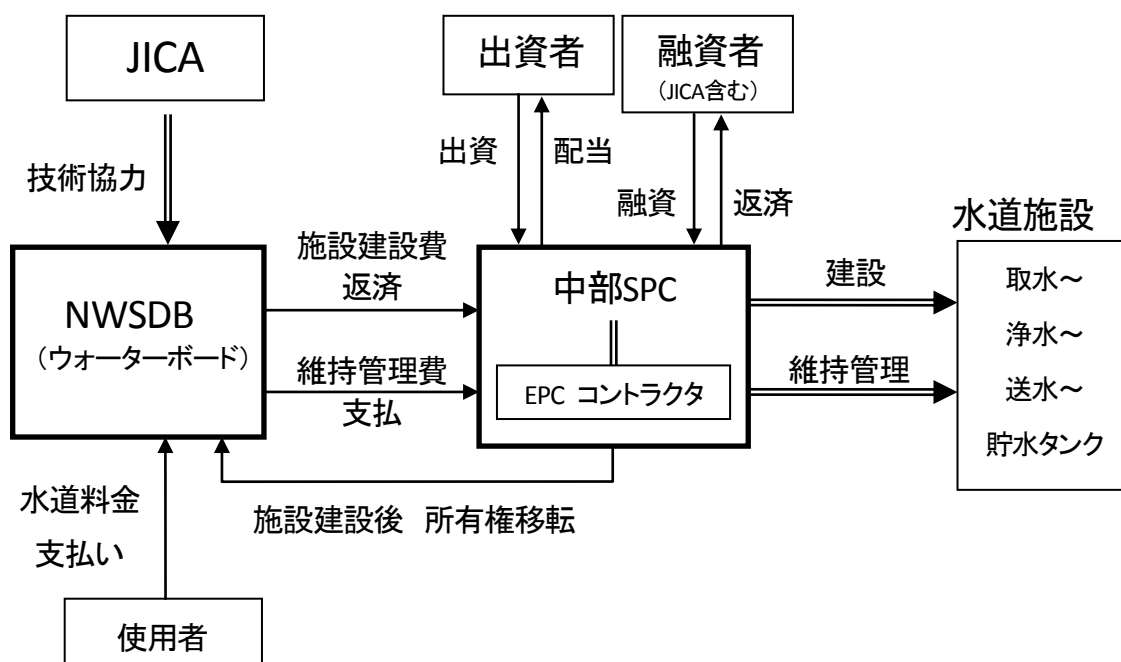 JICA
出資者
融資者
(JICA含む)
技術協力
出資
配当
融資
返済
水道施設
NWSDB
(ウォーターボード)
施設建設費
返済
維持管理費
支払
中部SPC
EPC コントラクタ
建設
維持管理
取水～
浄水～
送水～
貯水タンク
水道料金
支払い
施設建設後 所有権移転
使用者